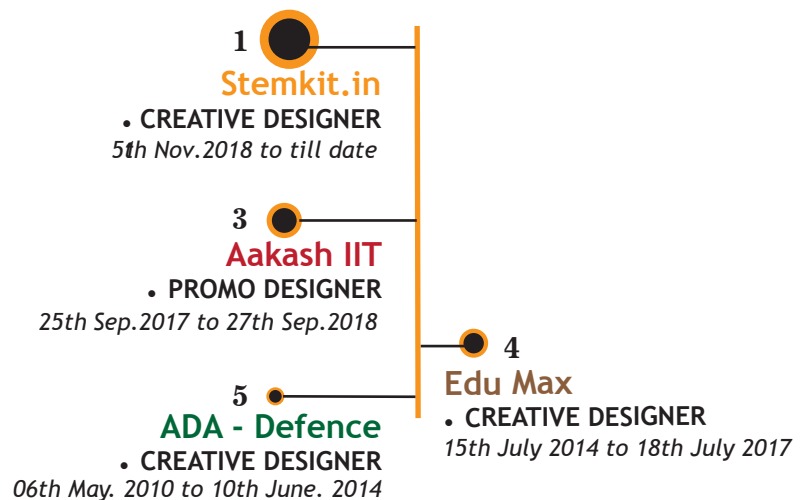 1
Stemkit.in
• CREATIVE DESIGNER
5th Nov.2018 to till date
3
Aakash IIT
• PROMO DESIGNER
25th Sep.2017 to 27th Sep.2018
4
Edu Max
• CREATIVE DESIGNER
15th July 2014 to 18th July 2017
5
ADA - Defence
• CREATIVE DESIGNER
06th May. 2010 to 10th June. 2014